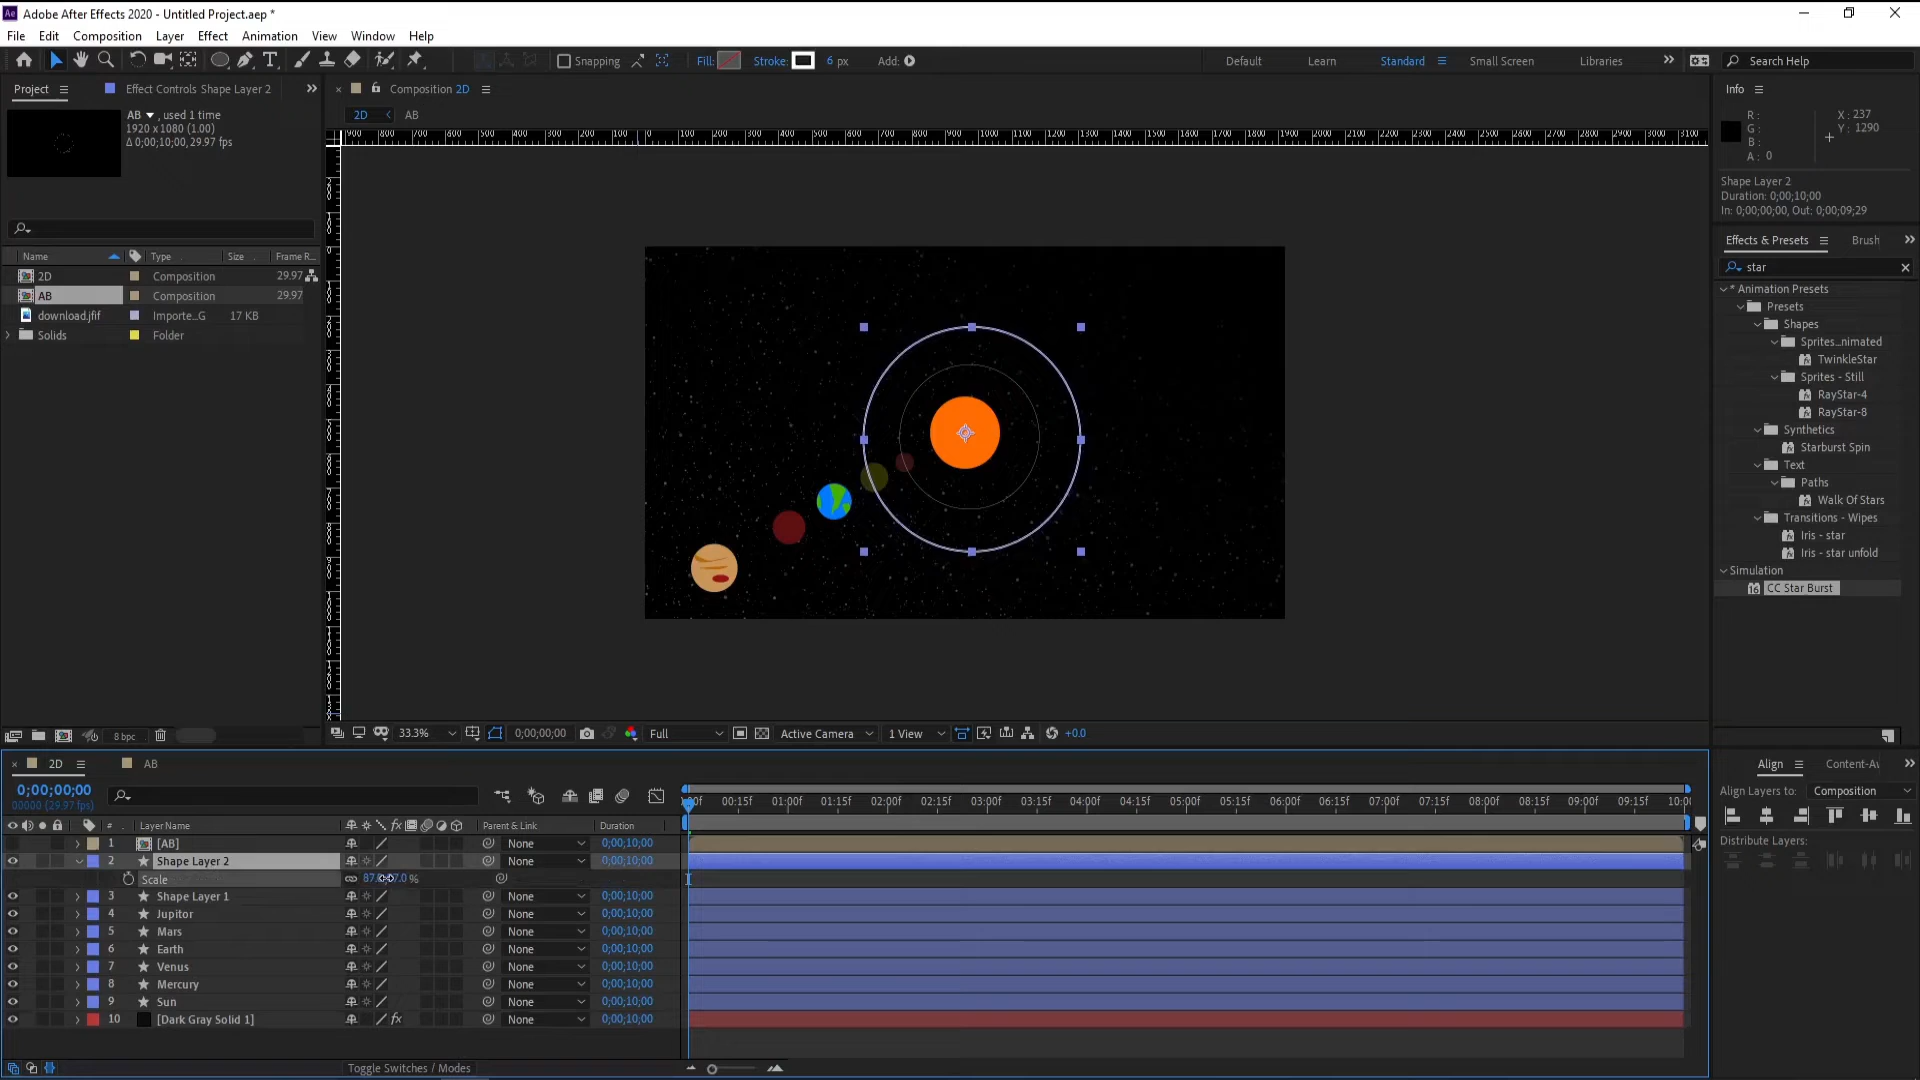 Adobe After Effects 2020 - Untitled Project.aep *
File Edit Composition Layer Effect Animation View Window Help
Snapping Fill: Stroke: 6 px Add: Default Learn Standard Small Screen Libraries Search Help
Project Effect Controls Shape Layer 2 Composition 2D Info
AB , used 1 time
1920 x 1080 (1.00)
Δ 0;00;10;00, 29.97 fps
2D AB
R :
G :
B :
A : 0
X : 237
Y : 1290
Shape Layer 2
Duration: 0;00;10;00
In: 0;00;00;00, Out: 0;00;09;29
Effects & Presets Brush
star
Name Type Size Frame R...
2D Composition 29.97
AB Composition 29.97
download.jfif Importe...G 17 KB
Solids Folder
* Animation Presets
Presets
Shapes
Sprites...nimated
TwinkleStar
Sprites - Still
RayStar-4
RayStar-8
Synthetics
Starburst Spin
Text
Paths
Walk Of Stars
Transitions - Wipes
Iris - star
Iris - star unfold
Simulation
CC Star Burst
8 bpc 33.3% 0;00;00;00 Full Active Camera 1 View +0.0
2D AB
Align Content-Av
0;00;00;00
00000 (29.97 fps)
Align Layers to: Composition
Distribute Layers:
00:15f 01:00f 01:15f 02:00f 02:15f 03:00f 03:15f 04:00f 04:15f 05:00f 05:15f 06:00f 06:15f 07:00f 07:15f 08:00f 08:15f 09:00f 09:15f 10:0
# Layer Name Parent & Link Duration
1 [AB] None 0;00;10;00
2 Shape Layer 2 None 0;00;10;00
Scale
3 Shape Layer 1 None 0;00;10;00
4 Jupitor None 0;00;10;00
5 Mars None 0;00;10;00
6 Earth None 0;00;10;00
7 Venus None 0;00;10;00
8 Mercury None 0;00;10;00
9 Sun None 0;00;10;00
10 [Dark Gray Solid 1] None 0;00;10;00
Toggle Switches / Modes